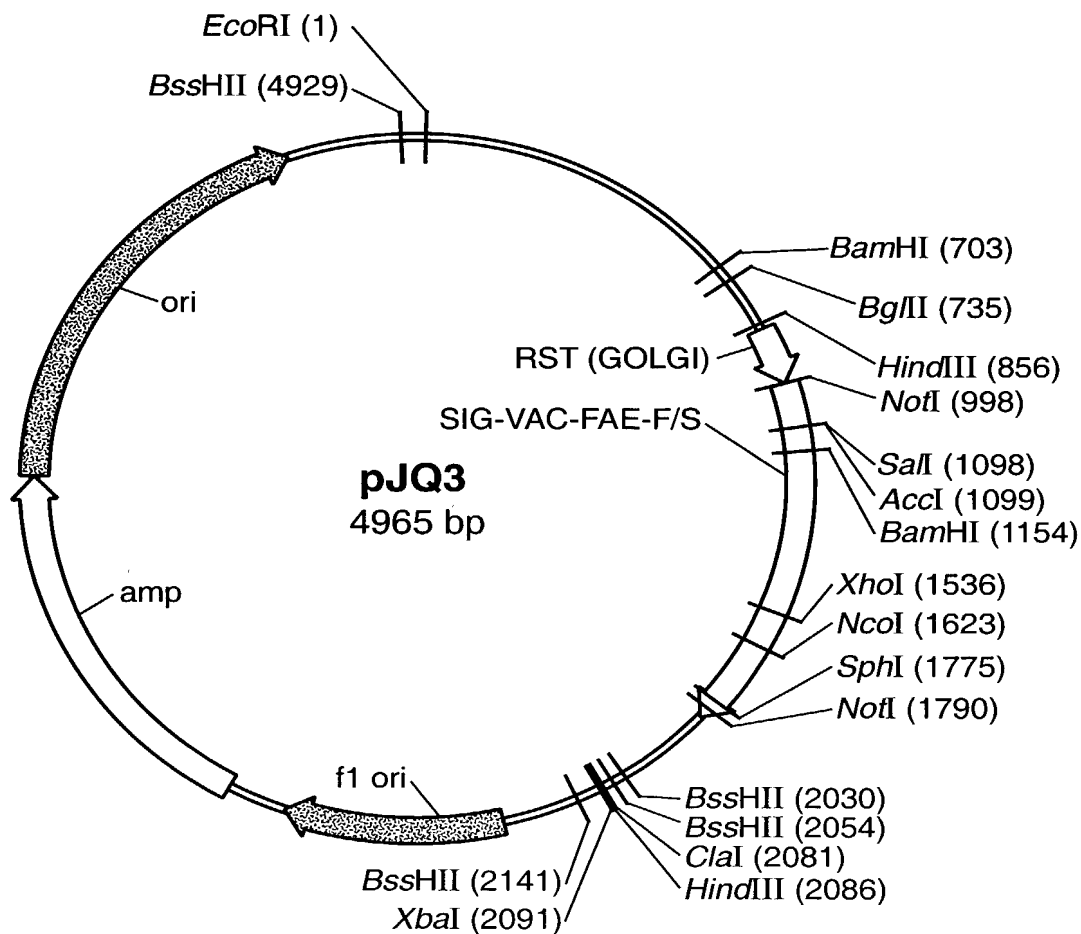 EcoRI (1)
BssHII (4929)
BamHI (703)
BglII (735)
ori
RST (GOLGI)
HindIII (856)
NotI (998)
SIG-VAC-FAE-F/S
SalI (1098)
pJQ3
4965 bp
AccI (1099)
BamHI (1154)
amp
XhoI (1536)
NcoI (1623)
SphI (1775)
NotI (1790)
f1 ori
BssHII (2030)
BssHII (2054)
ClaI (2081)
BssHII (2141)
HindIII (2086)
XbaI (2091)